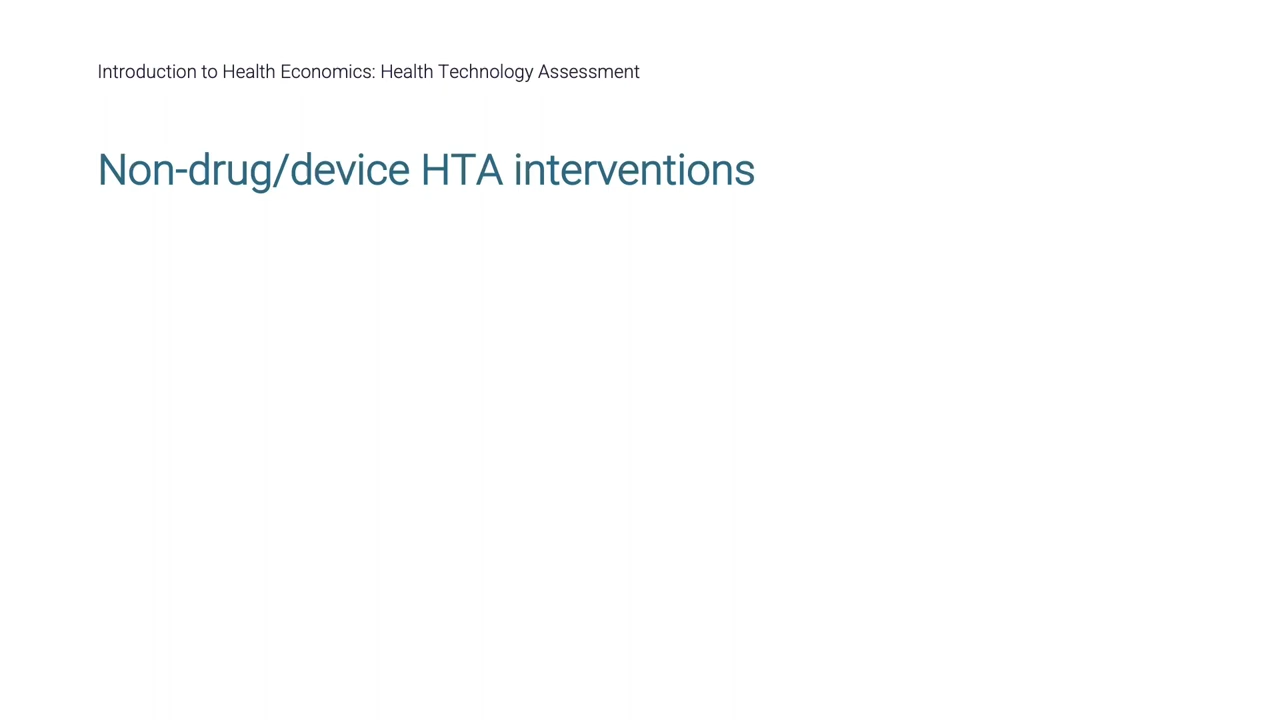 Introduction to Health Economics: Health Technology Assessment
Non-drug/device HTA interventions